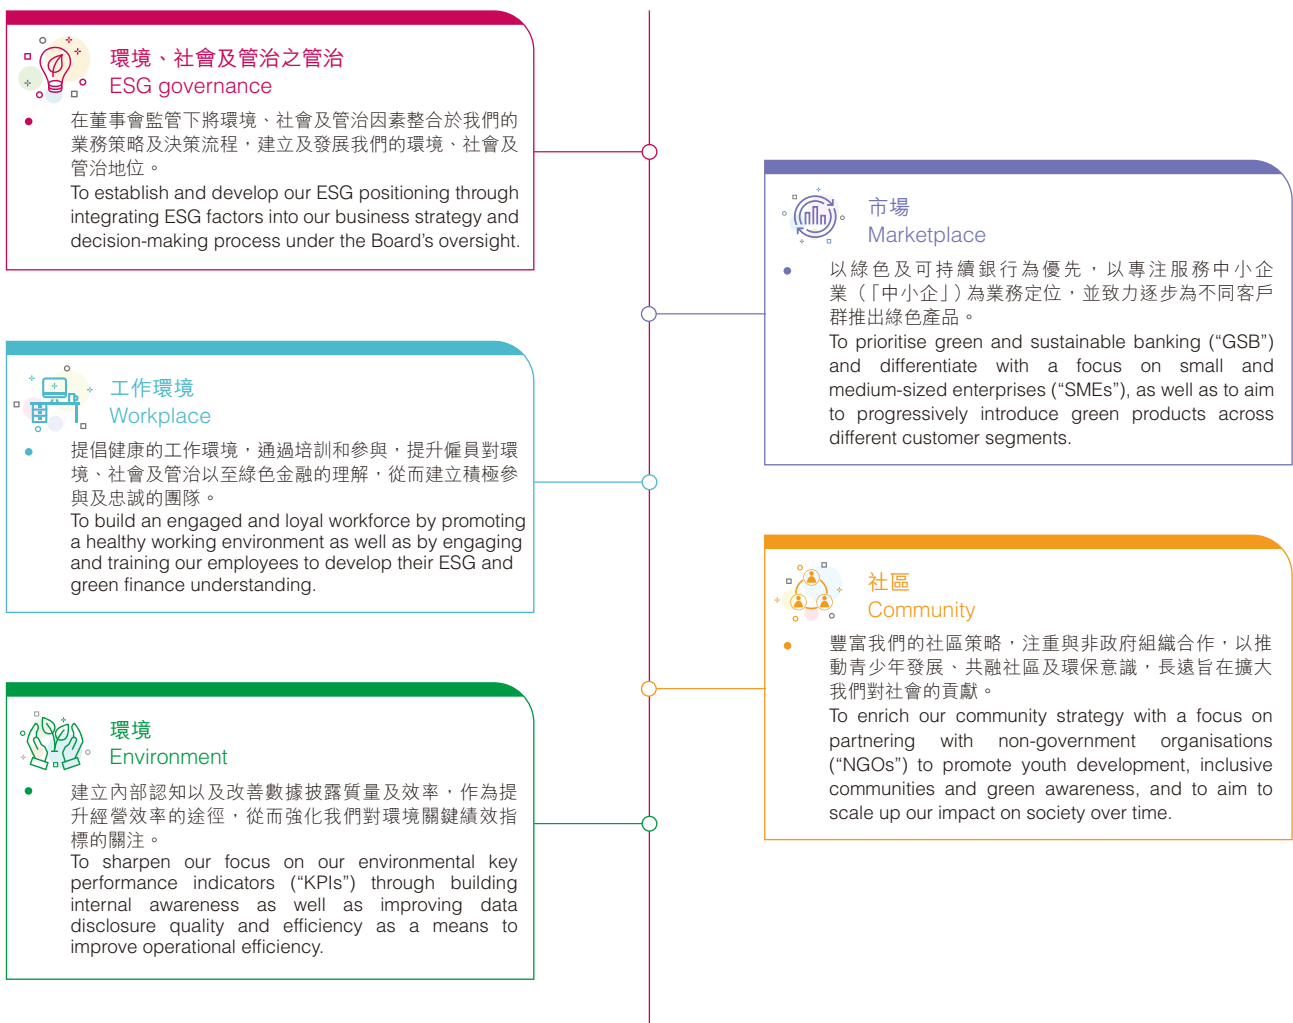 環境、社會及管治之管治
ESG governance
• 在董事會監管下將環境、社會及管治因素整合於我們的
業務策略及決策流程，建立及發展我們的環境、社會及
管治地位。
To establish and develop our ESG positioning through
integrating ESG factors into our business strategy and
decision-making process under the Board’s oversight.
市場
Marketplace
• 以綠色及可持續銀行為優先，以專注服務中小企
業（「中小企」）為業務定位，並致力逐步為不同客戶
群推出綠色產品。
To prioritise green and sustainable banking (“GSB”)
and differentiate with a focus on small and
medium-sized enterprises (“SMEs”), as well as to aim
to progressively introduce green products across
different customer segments.
工作環境
Workplace
• 提倡健康的工作環境，通過培訓和參與，提升僱員對環
境、社會及管治以至綠色金融的理解，從而建立積極參
與及忠誠的團隊。
To build an engaged and loyal workforce by promoting
a healthy working environment as well as by engaging
and training our employees to develop their ESG and
green finance understanding.
社區
Community
• 豐富我們的社區策略，注重與非政府組織合作，以推
動青少年發展、共融社區及環保意識，長遠旨在擴大
我們對社會的貢獻。
To enrich our community strategy with a focus on
partnering with non-government organisations
(“NGOs”) to promote youth development, inclusive
communities and green awareness, and to aim to
scale up our impact on society over time.
環境
Environment
• 建立內部認知以及改善數據披露質量及效率，作為提
升經營效率的途徑，從而強化我們對環境關鍵績效指
標的關注。
To sharpen our focus on our environmental key
performance indicators (“KPIs”) through building
internal awareness as well as improving data
disclosure quality and efficiency as a means to
improve operational efficiency.